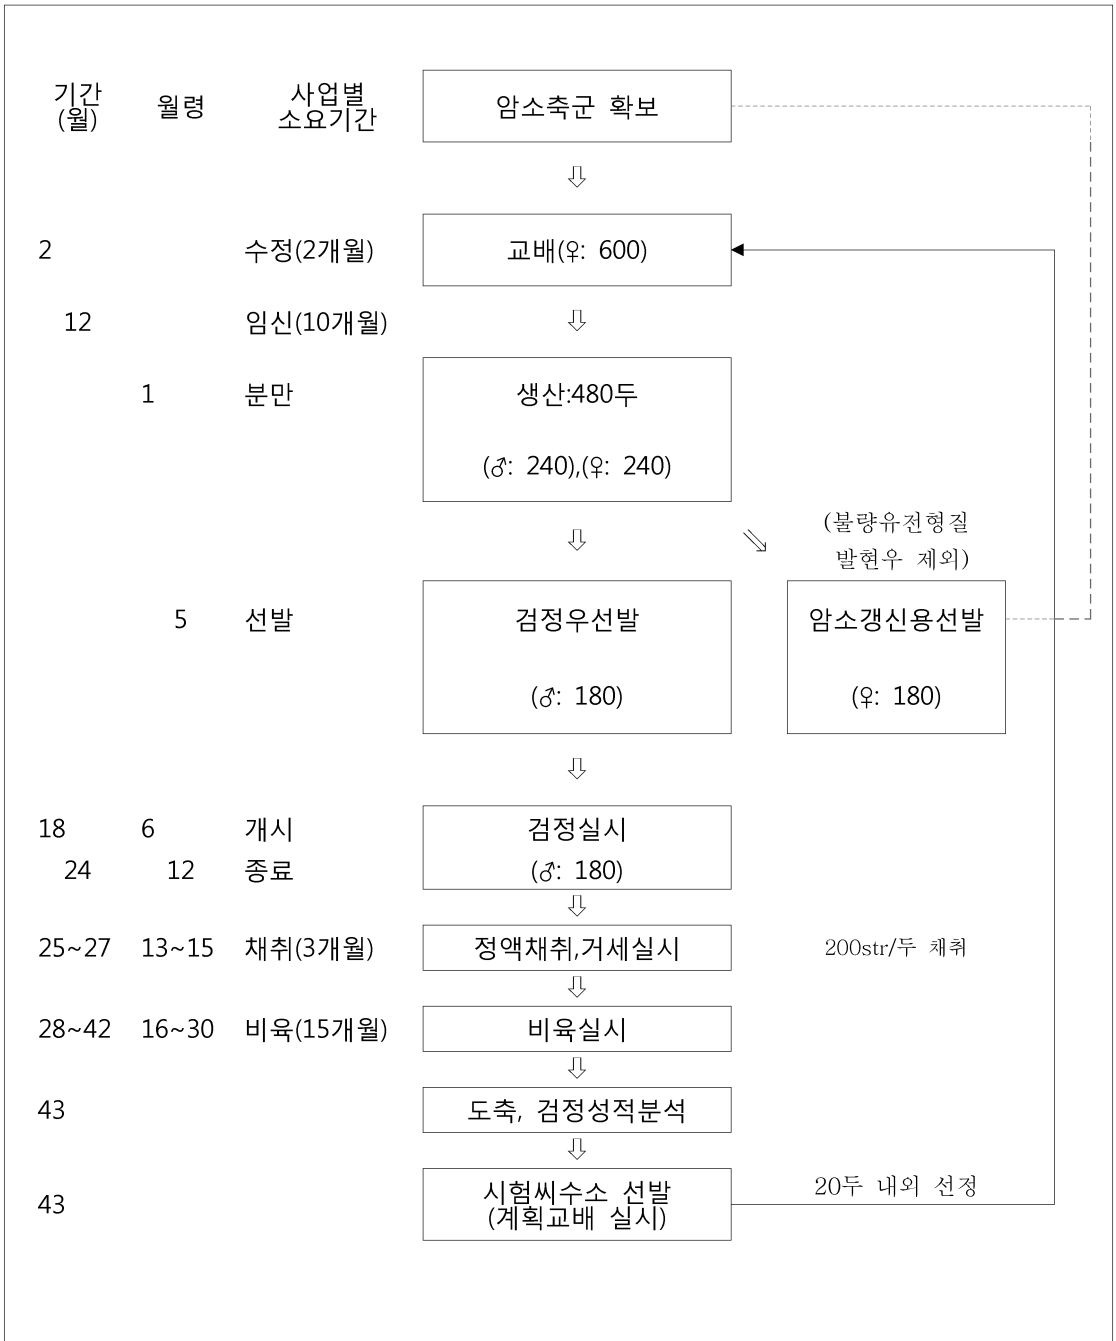 기간
(월)
월령
사업별
소요기간
암소축군 확보
2
수정(2개월)
교배(♀: 600)
12
임신(10개월)
1
분만
생산:480두
(♂: 240),(♀: 240)
(불량유전형질
발현우 제외)
5
선발
검정우선발
(♂: 180)
암소갱신용선발
(♀: 180)
18
6
개시
검정실시
24
12
종료
(♂: 180)
25~27
13~15
채취(3개월)
정액채취,거세실시
200str/두 채취
28~42
16~30
비육(15개월)
비육실시
43
도축, 검정성적분석
43
시험씨수소 선발
(계획교배 실시)
20두 내외 선정